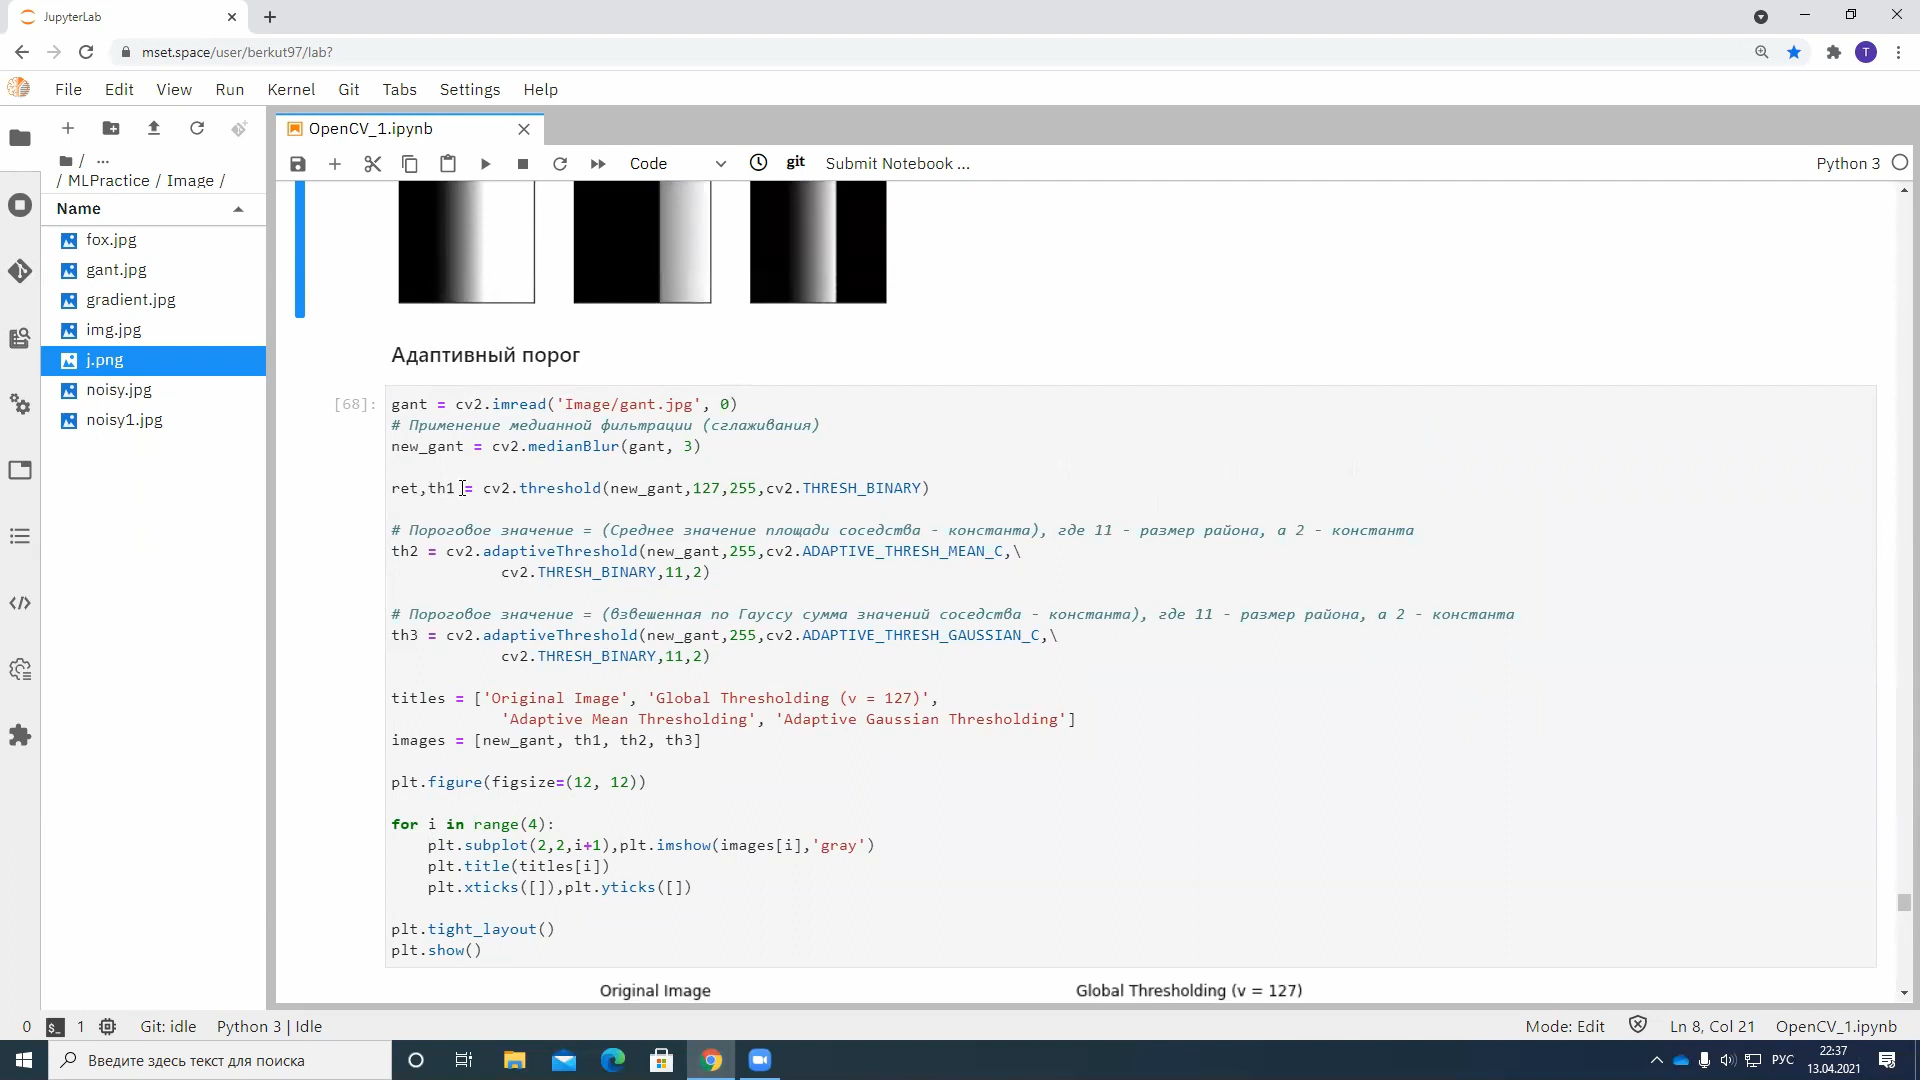 JupyterLab
mset.space/user/berkut97/lab?
T
File Edit View Run Kernel Git Tabs Settings Help
OpenCV_1.ipynb
/ ...
/ MLPractice / Image /
Code
git
Submit Notebook ...
Python 3
Name
fox.jpg
gant.jpg
gradient.jpg
img.jpg
j.png
noisy.jpg
noisy1.jpg
Адаптивный порог
[68]:
gant = cv2.imread('Image/gant.jpg', 0)
# Применение медианной фильтрации (сглаживания)
new_gant = cv2.medianBlur(gant, 3)
ret,th1 = cv2.threshold(new_gant,127,255,cv2.THRESH_BINARY)
# Пороговое значение = (Среднее значение площади соседства - константа), где 11 - размер района, а 2 - константа
th2 = cv2.adaptiveThreshold(new_gant,255,cv2.ADAPTIVE_THRESH_MEAN_C,\
cv2.THRESH_BINARY,11,2)
# Пороговое значение = (взвешенная по Гауссу сумма значений соседства - константа), где 11 - размер района, а 2 - константа
th3 = cv2.adaptiveThreshold(new_gant,255,cv2.ADAPTIVE_THRESH_GAUSSIAN_C,\
cv2.THRESH_BINARY,11,2)
titles = ['Original Image', 'Global Thresholding (v = 127)',
'Adaptive Mean Thresholding', 'Adaptive Gaussian Thresholding']
images = [new_gant, th1, th2, th3]
plt.figure(figsize=(12, 12))
for i in range(4):
plt.subplot(2,2,i+1),plt.imshow(images[i],'gray')
plt.title(titles[i])
plt.xticks([]),plt.yticks([])
plt.tight_layout()
plt.show()
Original Image
Global Thresholding (v = 127)
0 $_ 1 Git: idle Python 3 | Idle
Mode: Edit Ln 8, Col 21 OpenCV_1.ipynb
Введите здесь текст для поиска
РУС
22:37
13.04.2021